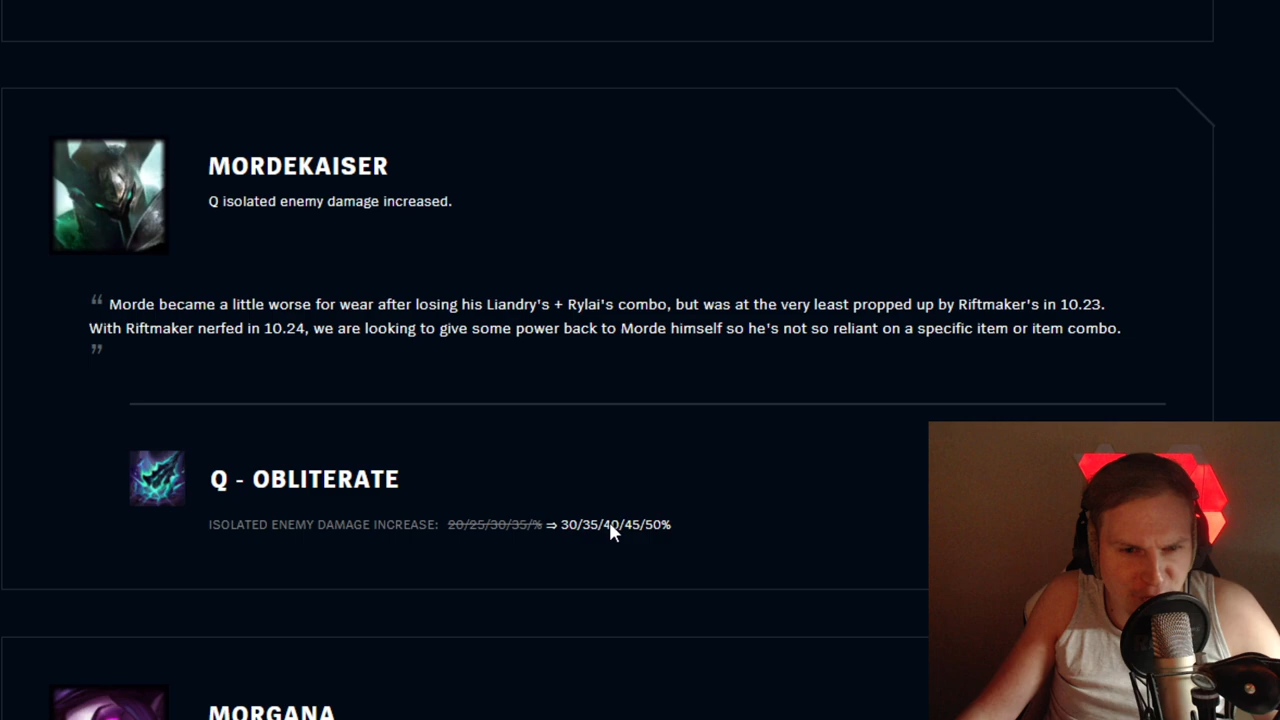 MORDEKAISER
Q isolated enemy damage increased.
“ Morde became a little worse for wear after losing his Liandry's + Rylai's combo, but was at the very least propped up by Riftmaker's in 10.23.
With Riftmaker nerfed in 10.24, we are looking to give some power back to Morde himself so he's not so reliant on a specific item or item combo.
”
Q - OBLITERATE
ISOLATED ENEMY DAMAGE INCREASE: 20/25/30/35/% ⇒ 30/35/40/45/50%
MORGANA